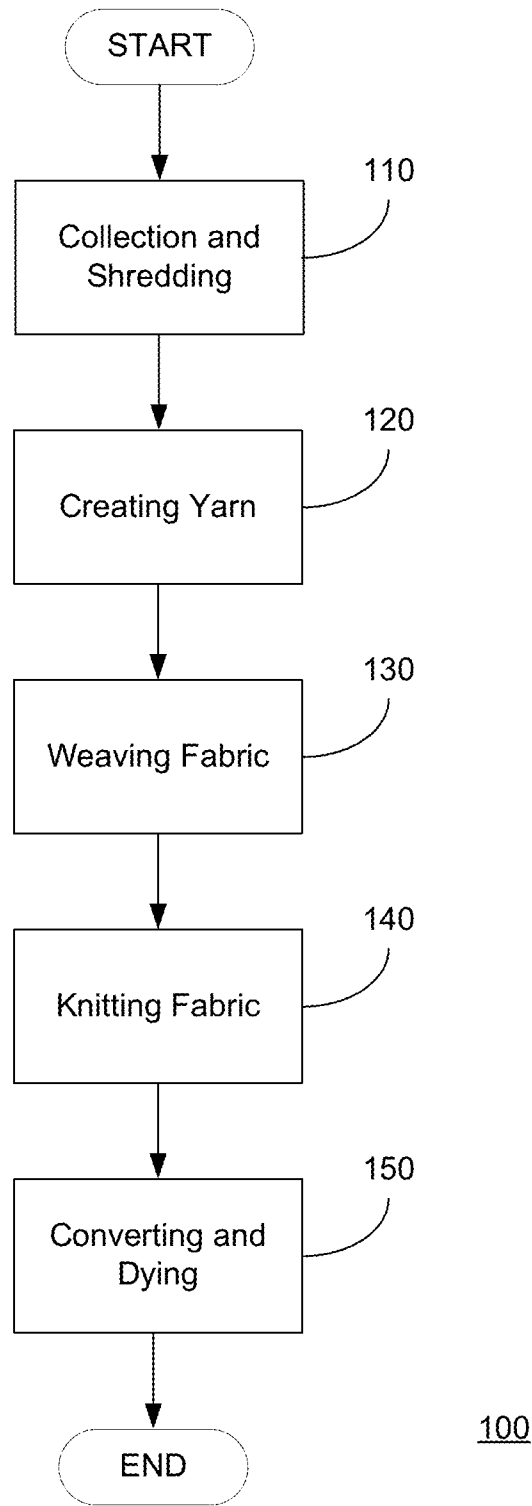 START
110
Collection and
Shredding
120
Creating Yarn
130
Weaving Fabric
140
Knitting Fabric
150
Converting and
Dying
100
END